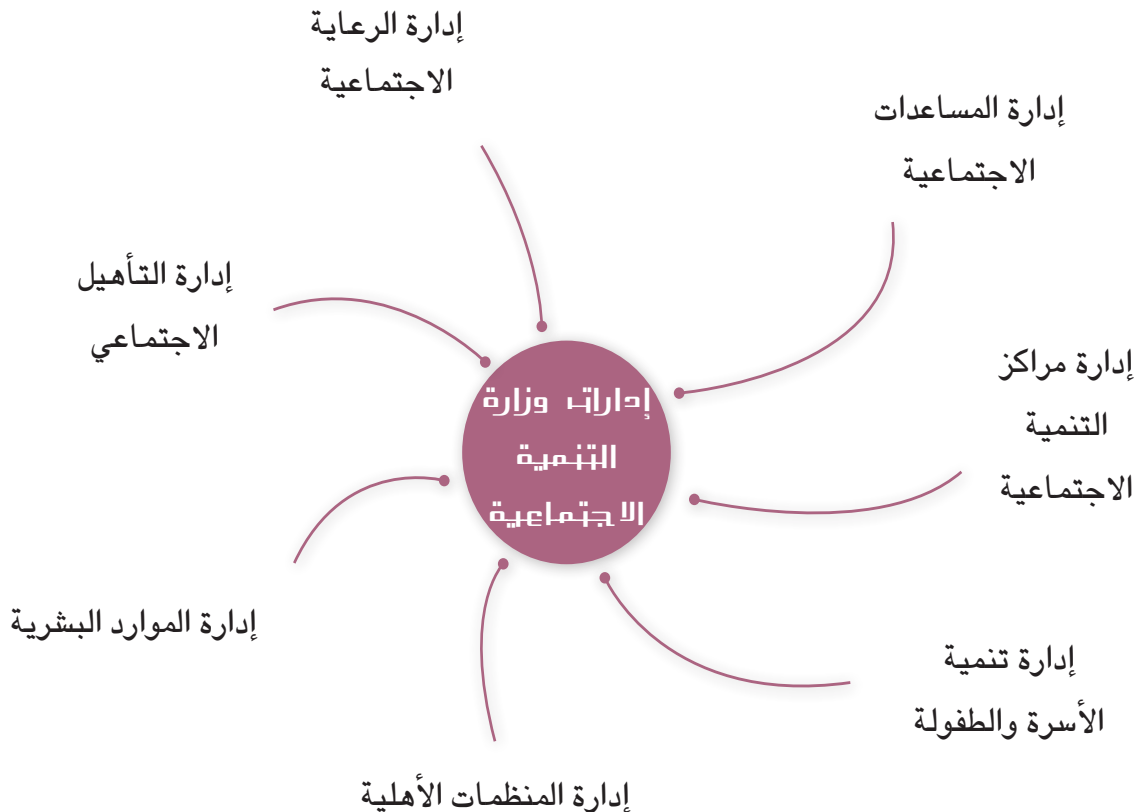 إدارة الرعاية
الاجتماعية
إدارة المساعدات
الاجتماعية
إدارة التأهيل
الاجتماعي
إدارة مراكز
التنمية
الاجتماعية
إدارات وزارة
التنمية
الاجتماعية
إدارة الموارد البشرية
إدارة تنمية
الأسرة والطفولة
إدارة المنظمات الأهلية